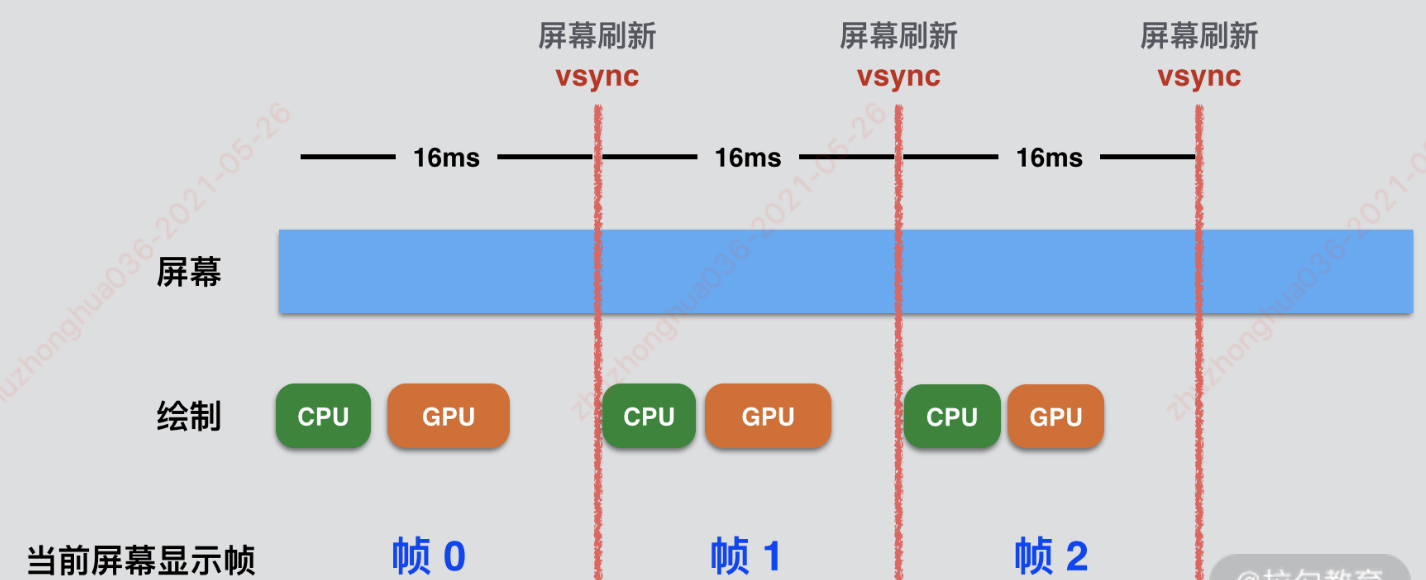 屏幕刷新 屏幕刷新 屏幕刷新
vsync vsync vsync
16ms 16ms 16ms
屏幕
绘制 CPU GPU CPU GPU CPU GPU
当前屏幕显示帧 帧 0 帧 1 帧 2
@拉勾教育
zhuzhonghua036-2021-05-26
zhuzhonghua036-2021-05-26
zhuzhonghua036-2021-05-26